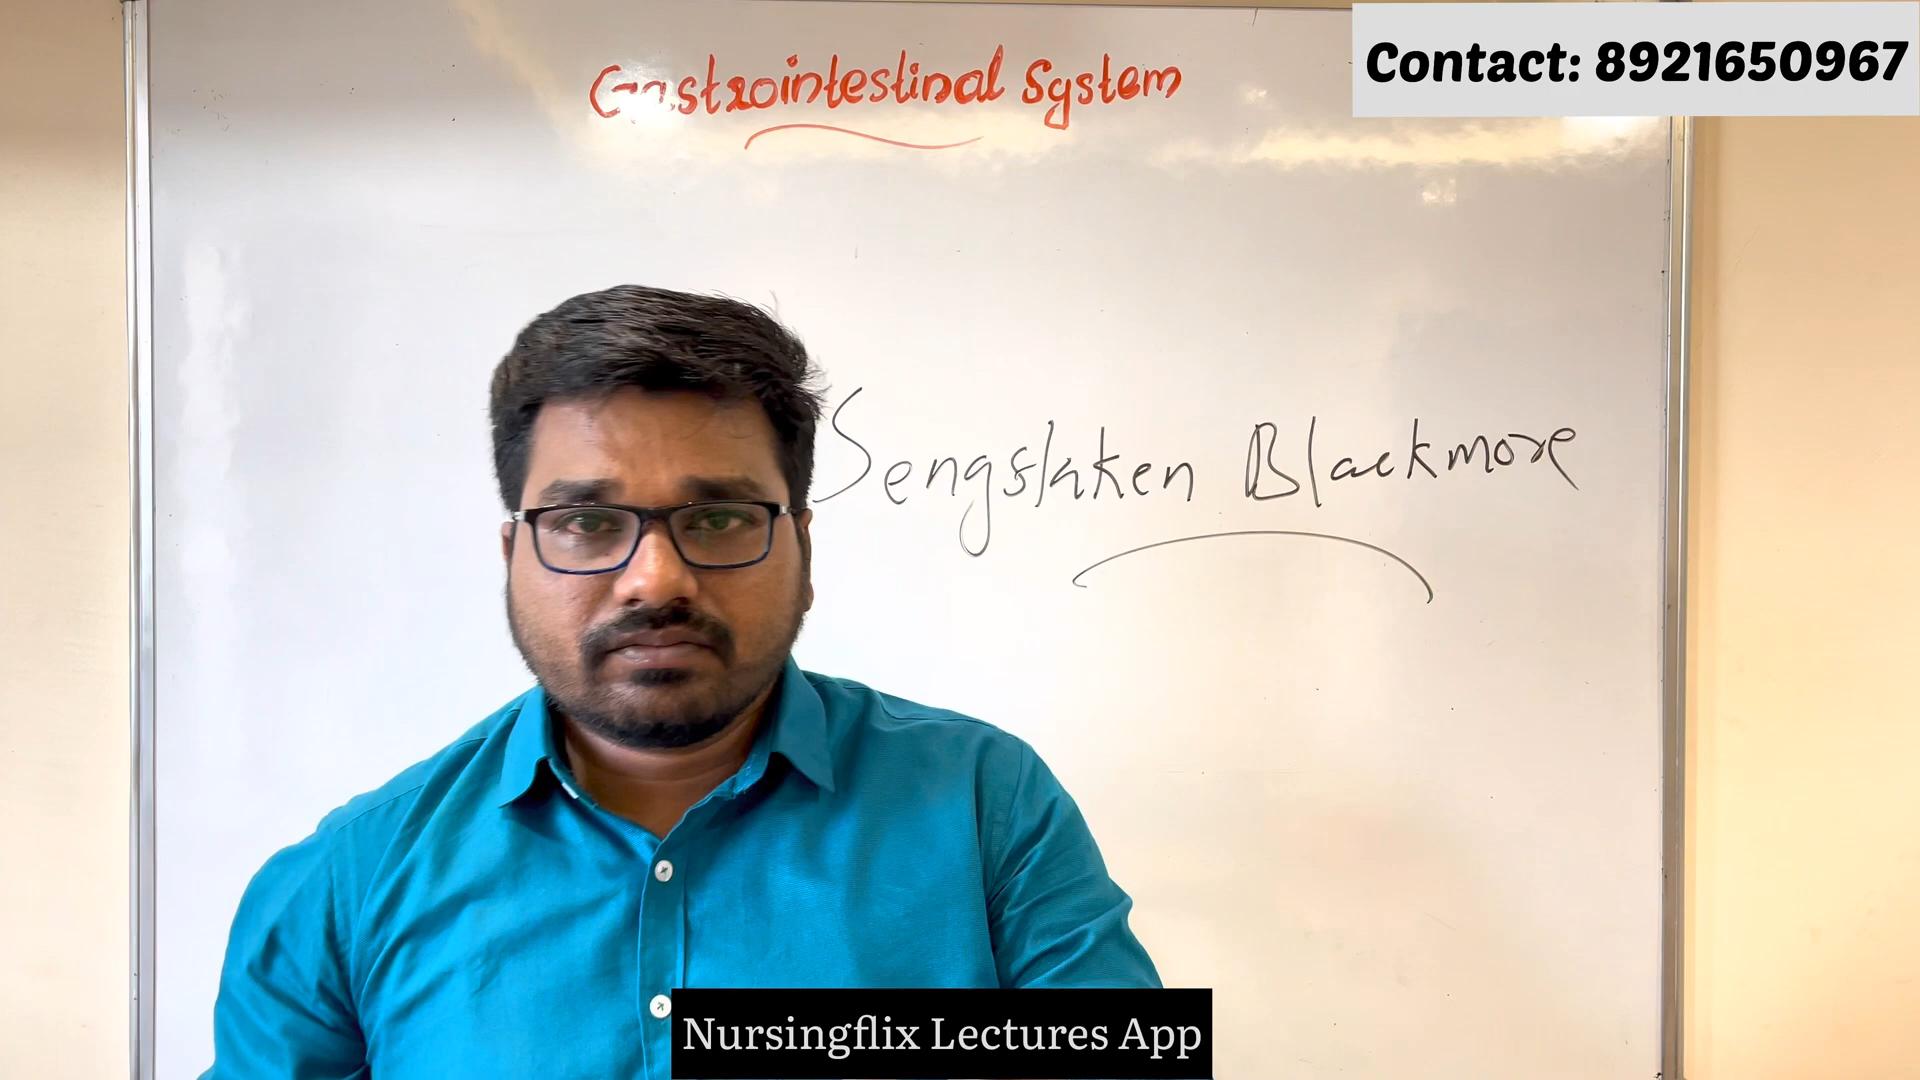 Contact: 8921650967
Gastrointestinal System
Sengstaken Blackmore
Nursingflix Lectures App